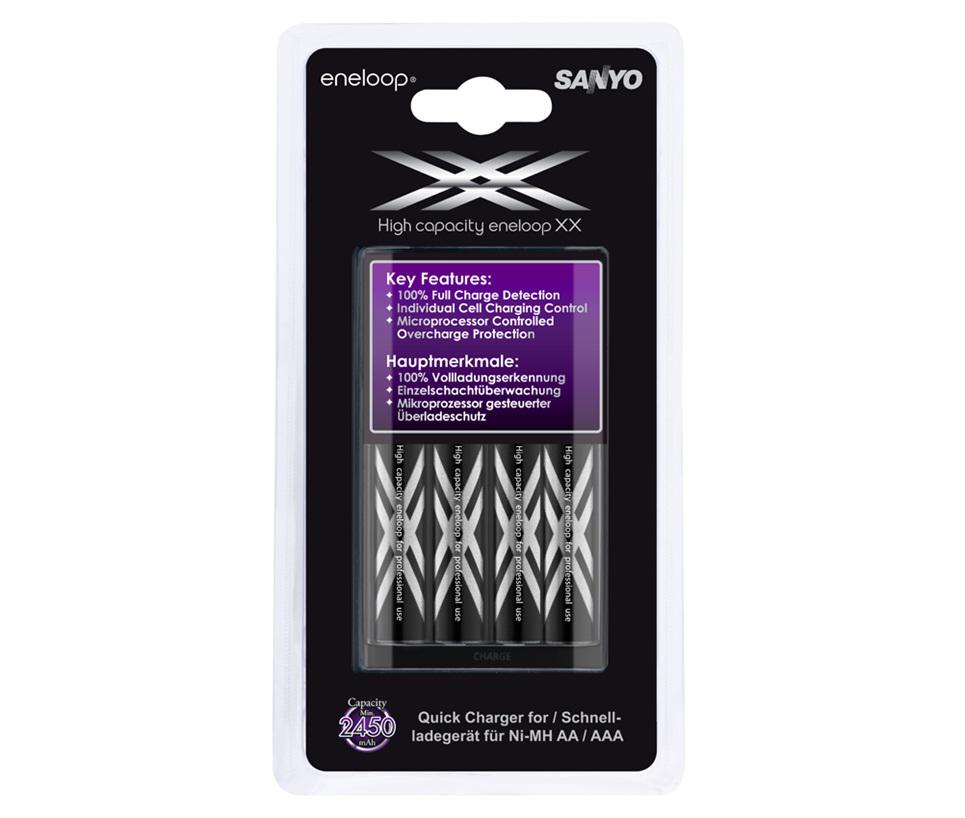 eneloop®
SANYO
High capacity eneloop XX
Key Features:
100% Full Charge Detection
Individual Cell Charging Control
Microprocessor Controlled
Overcharge Protection
Hauptmerkmale:
100% Vollladungserkennung
Einzelschachtüberwachung
Mikroprozessor gesteuerter
Überladeschutz
High capacity eneloop for professional use
High capacity eneloop for professional use
High capacity eneloop for professional use
High capacity eneloop for professional use
CHARGE
Capacity
Min.
2450
mAh
Quick Charger for / Schnell-
ladegerät für Ni-MH AA / AAA